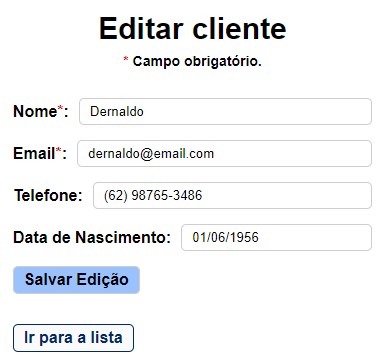 Editar cliente
* Campo obrigatório.
Nome*: Dernaldo
Email*: dernaldo@email.com
Telefone: (62) 98765-3486
Data de Nascimento: 01/06/1956
Salvar Edição
Ir para a lista